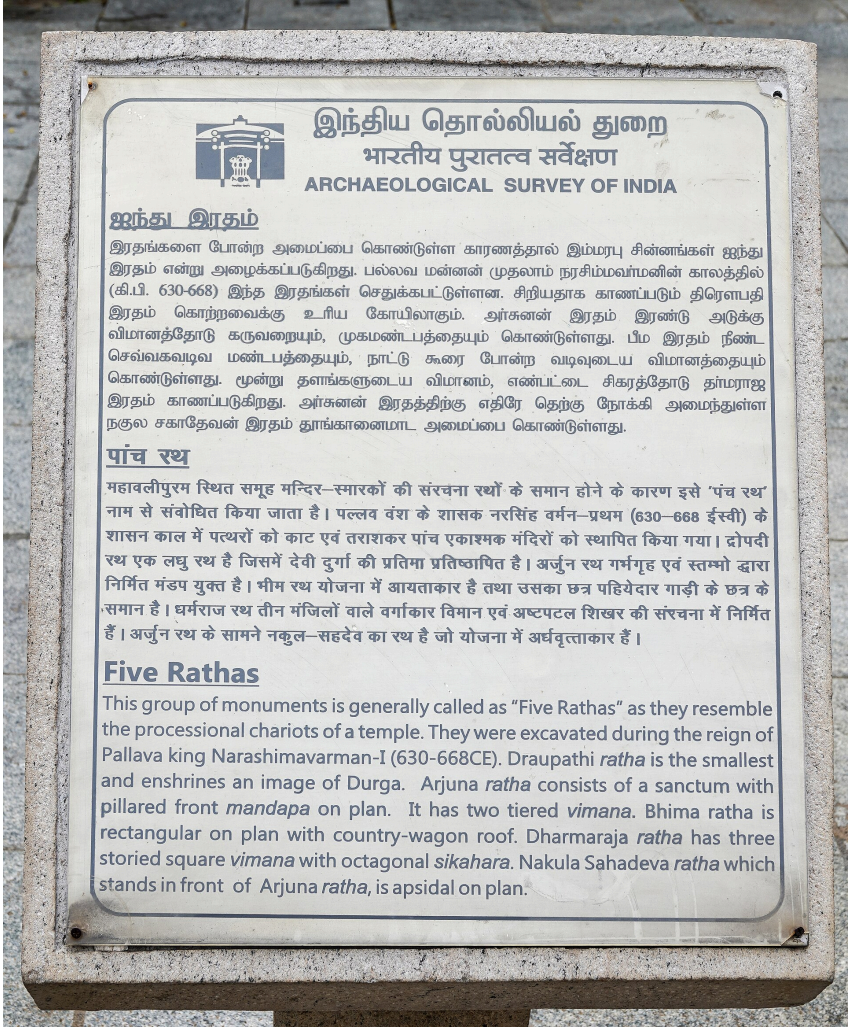 இந்திய தொல்லியல் துறை
भारतीय पुरातत्व सर्वेक्षण
ARCHAEOLOGICAL SURVEY OF INDIA
ஐந்து இரதம்
இரதங்களை போன்ற அமைப்பை கொண்டுள்ள காரணத்தால் இம்மரபு சின்னங்கள் ஐந்து
இரதம் என்று அழைக்கப்படுகிறது. பல்லவ மன்னன் முதலாம் நரசிம்மவர்மனின் காலத்தில்
(கி.பி. 630-668) இந்த இரதங்கள் செதுக்கபட்டுள்ளன. சிறியதாக காணப்படும் திரௌபதி
இரதம் கொற்றவைக்கு உரிய கோயிலாகும். அர்சுனன் இரதம் இரண்டு அடுக்கு
விமானத்தோடு கருவறையும், முகமண்டபத்தையும் கொண்டுள்ளது. பீம இரதம் நீண்ட
செவ்வகவடிவ மண்டபத்தையும், நாட்டு கூரை போன்ற வடிவுடைய விமானத்தையும்
கொண்டுள்ளது. மூன்று தளங்களுடைய விமானம், எண்பட்டை சிகரத்தோடு தர்மராஜ
இரதம் காணப்படுகிறது. அர்சுனன் இரதத்திற்கு எதிரே தெற்கு நோக்கி அமைந்துள்ள
நகுல சகாதேவன் இரதம் தூங்கானைமாட அமைப்பை கொண்டுள்ளது.
पांच रथ
महावलीपुरम स्थित समूह मन्दिर–स्मारकों की संरचना रथों के समान होने के कारण इसे ‘पंच रथ’
नाम से संबोधित किया जाता है। पल्लव वंश के शासक नरसिंह वर्मन–प्रथम (630–668 ईस्वी) के
शासन काल में पत्थरों को काट एवं तराशकर पांच एकाश्मक मंदिरों को स्थापित किया गया। द्रोपदी
रथ एक लघु रथ है जिसमें देवी दुर्गा की प्रतिमा प्रतिष्ठापित है। अर्जुन रथ गर्भगृह एवं स्तम्भो द्वारा
निर्मित मंडप युक्त है। भीम रथ योजना में आयताकार है तथा उसका छत्र पहियेदार गाड़ी के छत्र के
समान है। धर्मराज रथ तीन मंजिलों वाले वर्गाकार विमान एवं अष्टपटल शिखर की संरचना में निर्मित
हैं। अर्जुन रथ के सामने नकुल–सहदेव का रथ है जो योजना में अर्धवृत्ताकार हैं।
Five Rathas
This group of monuments is generally called as “Five Rathas” as they resemble
the processional chariots of a temple. They were excavated during the reign of
Pallava king Narashimavarman-I (630-668CE). Draupathi ratha is the smallest
and enshrines an image of Durga. Arjuna ratha consists of a sanctum with
pillared front mandapa on plan. It has two tiered vimana. Bhima ratha is
rectangular on plan with country-wagon roof. Dharmaraja ratha has three
storied square vimana with octagonal sikahara. Nakula Sahadeva ratha which
stands in front of Arjuna ratha, is apsidal on plan.